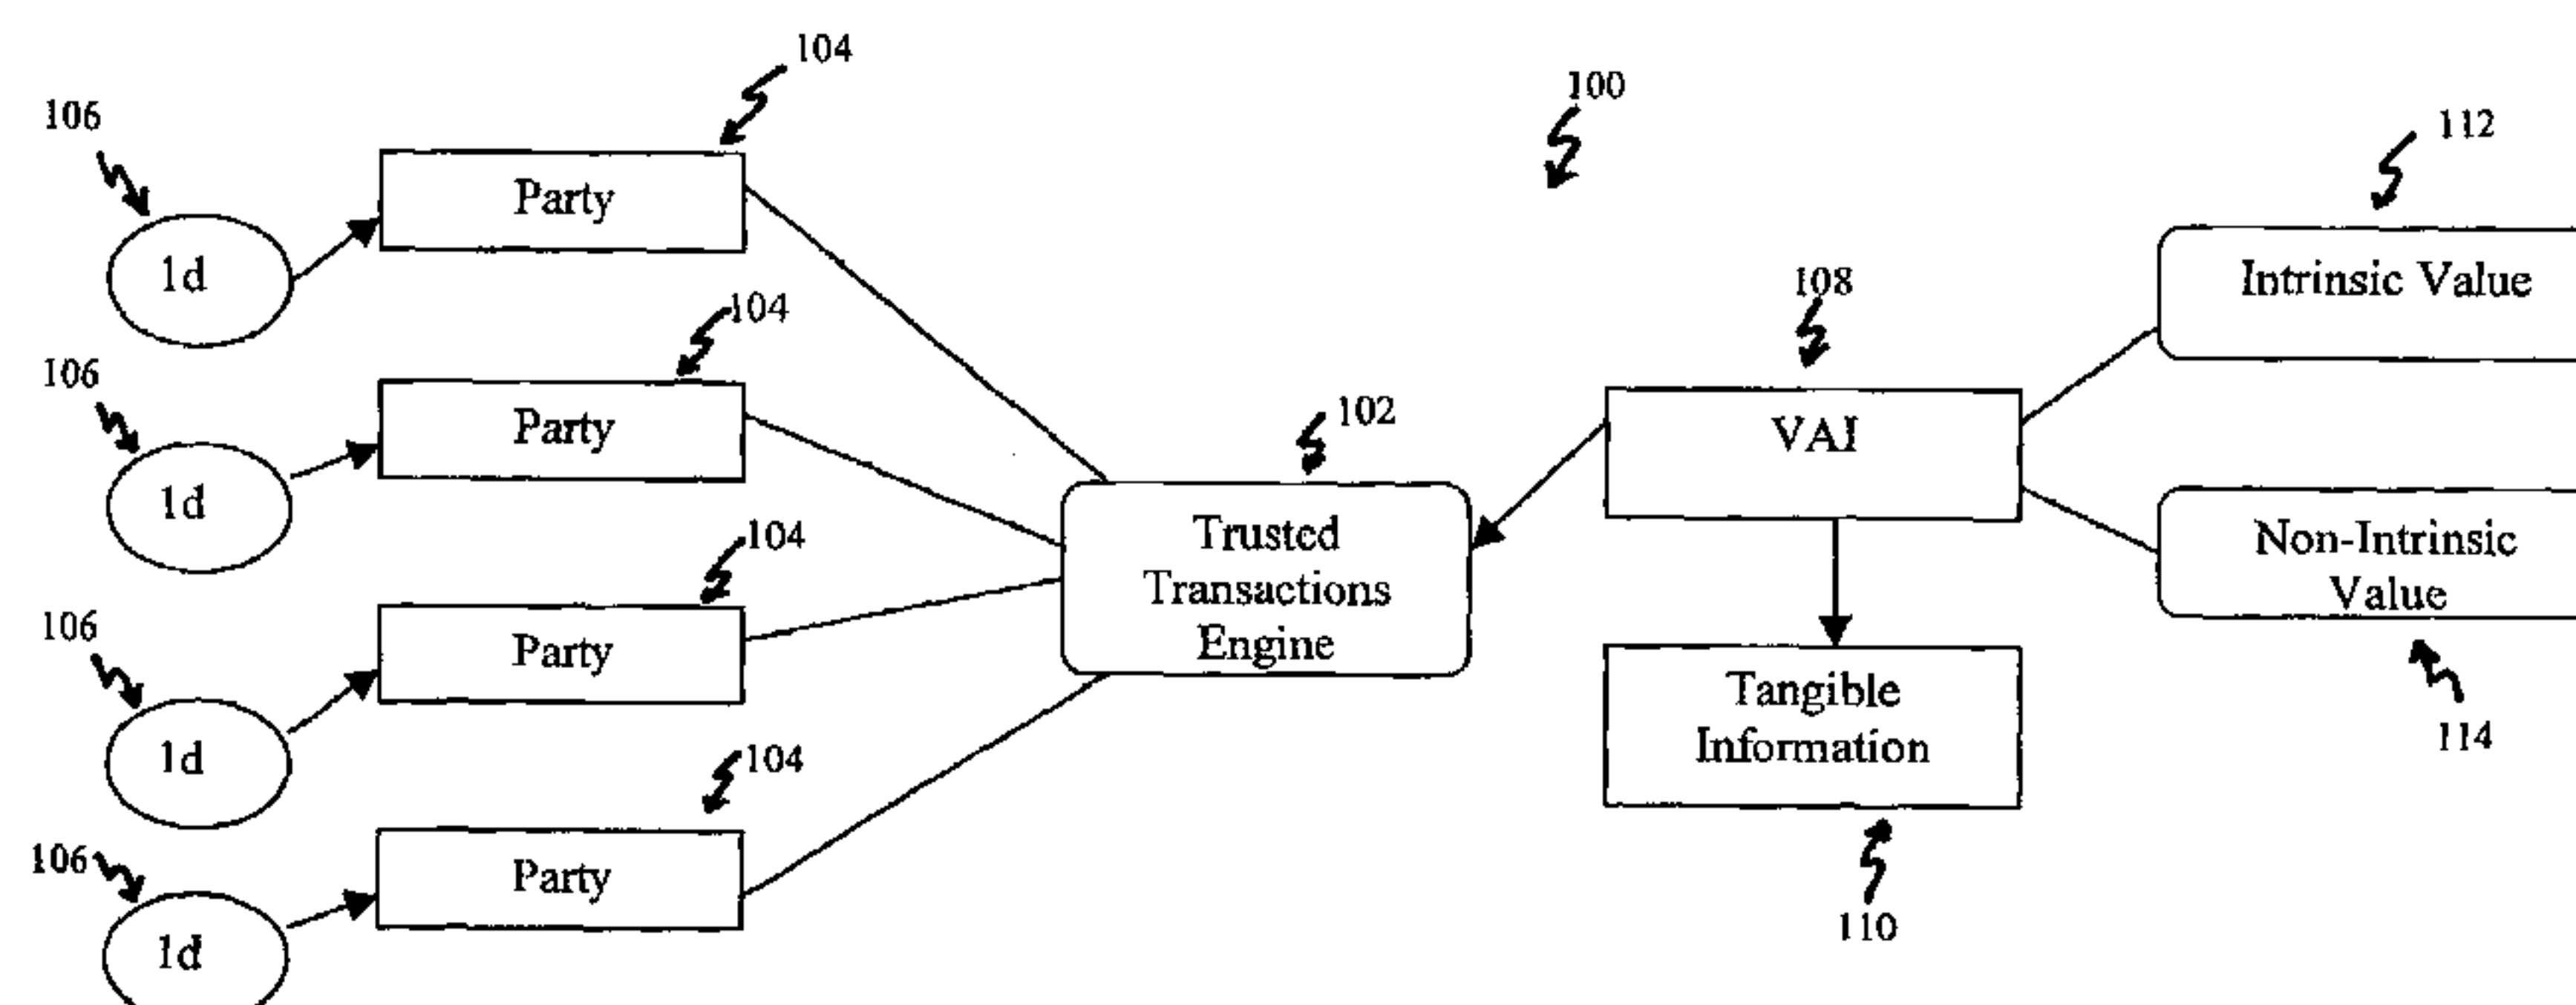 104
100
106
112
Party
1d
Intrinsic Value
108
104
106
Party
VAI
102
1d
Trusted
Transactions
Engine
Non-Intrinsic
Value
104
106
Party
Tangible
Information
114
1d
104
106
Party
110
1d